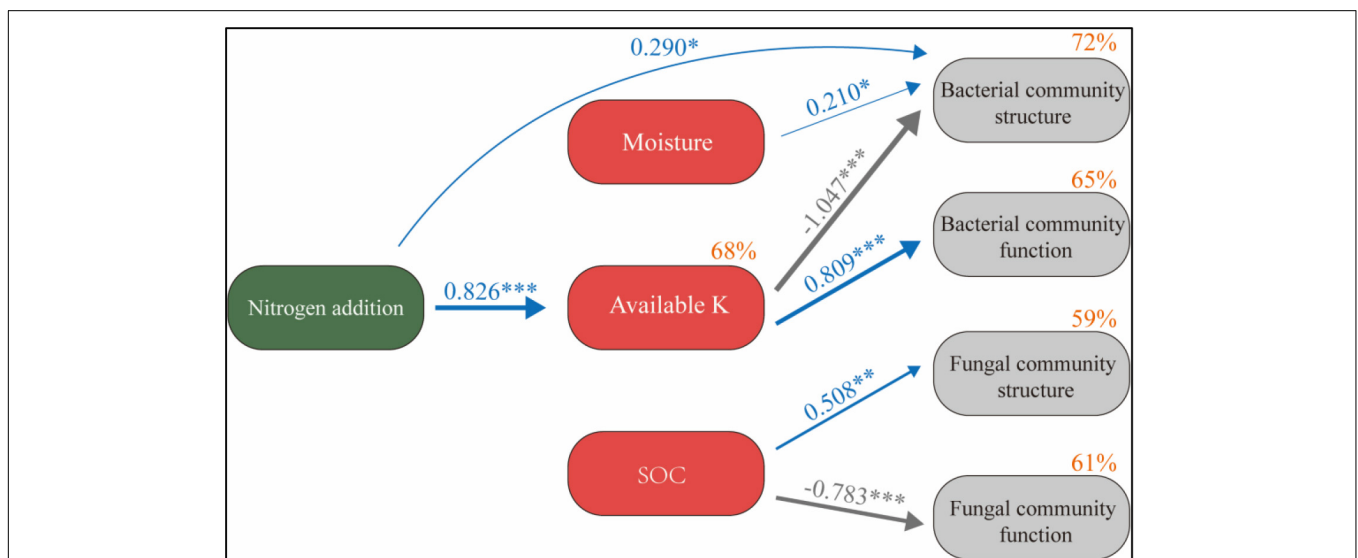 72%
0.290*
Bacterial community
structure
0.210*
Moisture
-1.047***
65%
Bacterial community
function
68%
0.809***
Nitrogen addition
0.826***
Available K
59%
Fungal community
structure
0.508**
SOC
61%
-0.783***
Fungal community
function